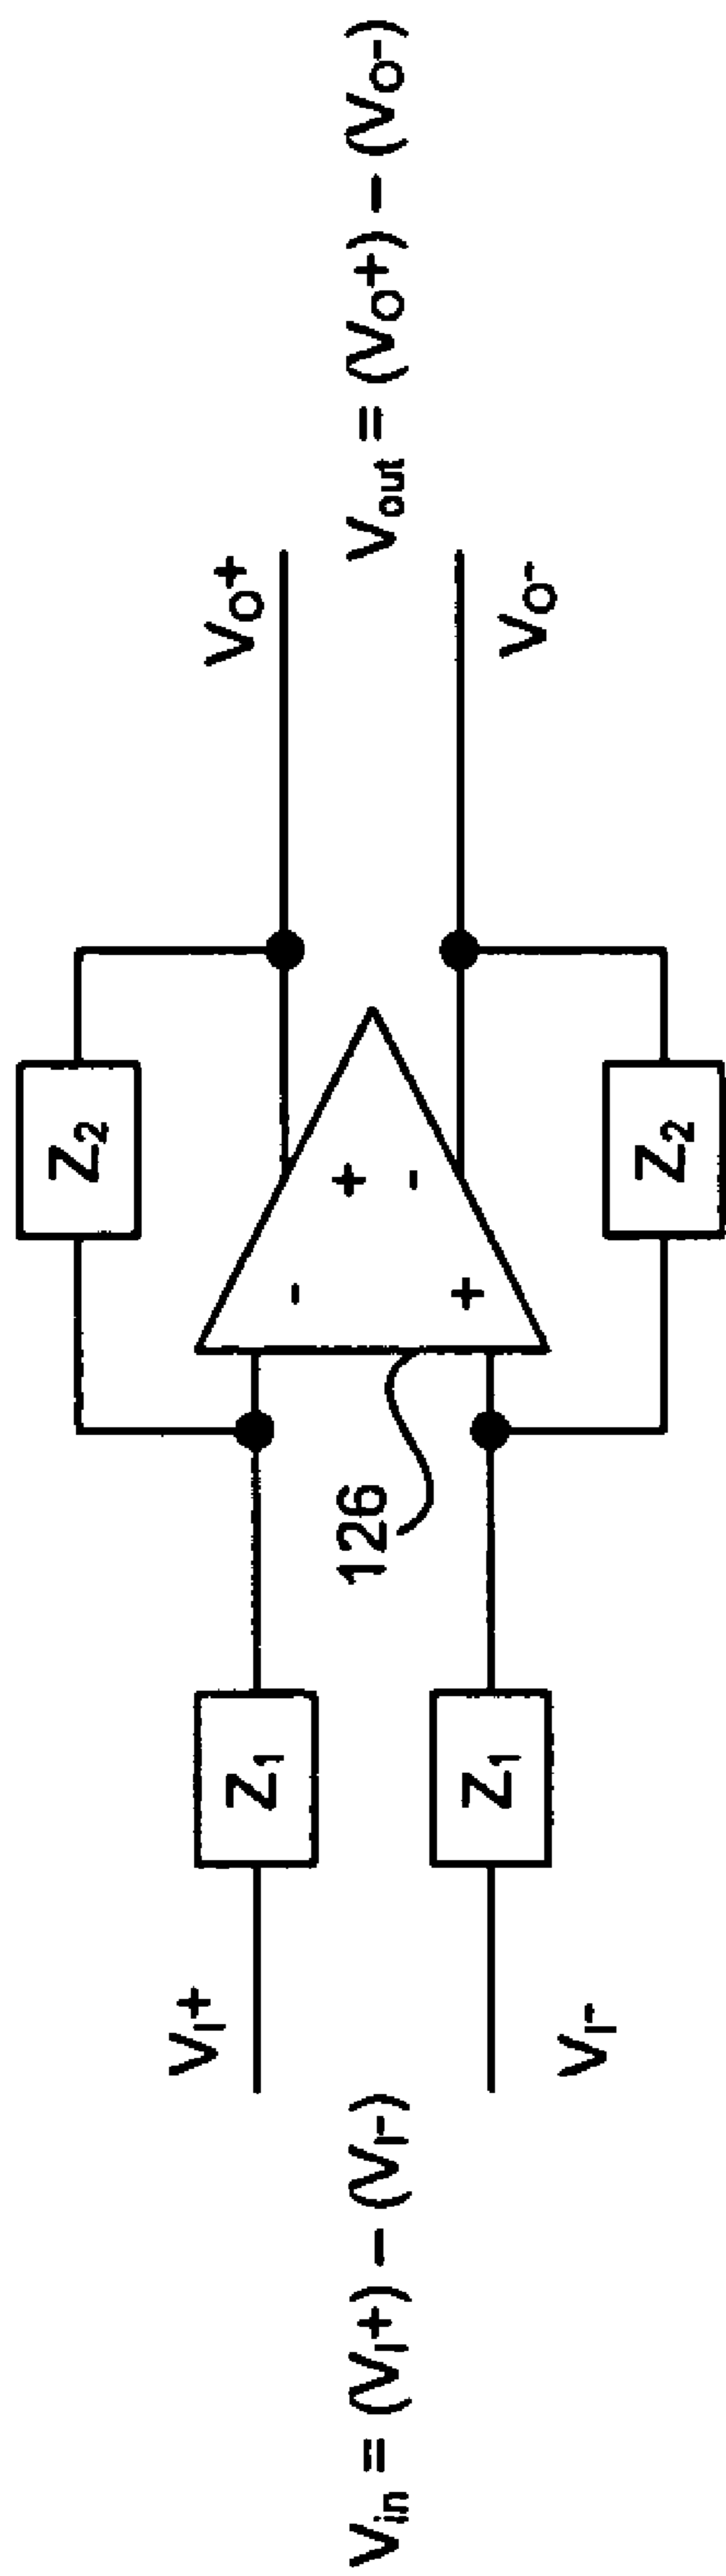 Z₂
Vᵢₙ = (Vᵢ+) – (Vᵢ-)
Vᵢ+
Z₁
126
-
+
+
-
Vₒ+
Vₒᵤₜ = (Vₒ+) – (Vₒ-)
Vᵢ-
Z₁
Vₒ-
Z₂